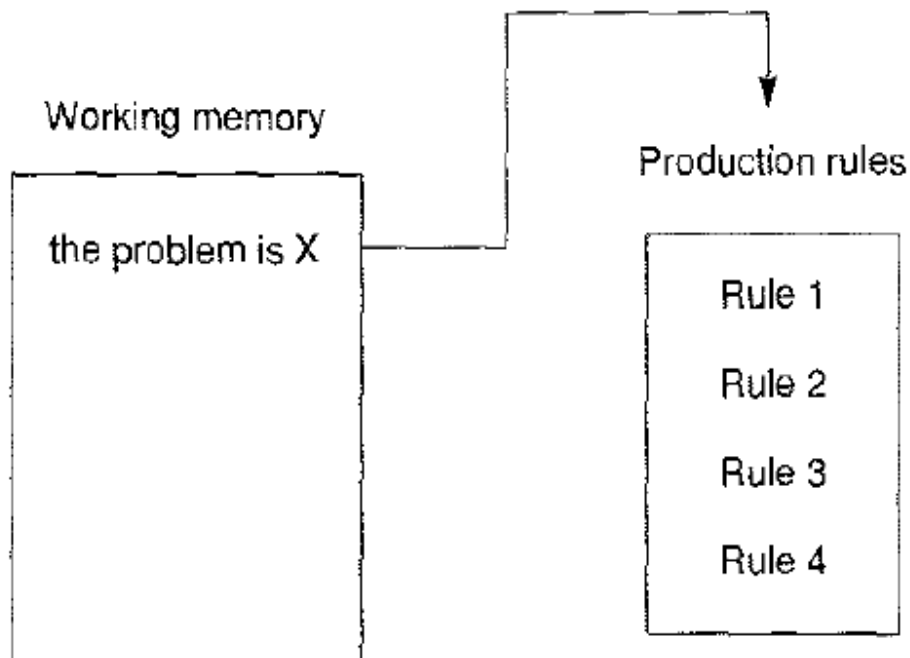 Working memory
the problem is X
Production rules
Rule 1
Rule 2
Rule 3
Rule 4